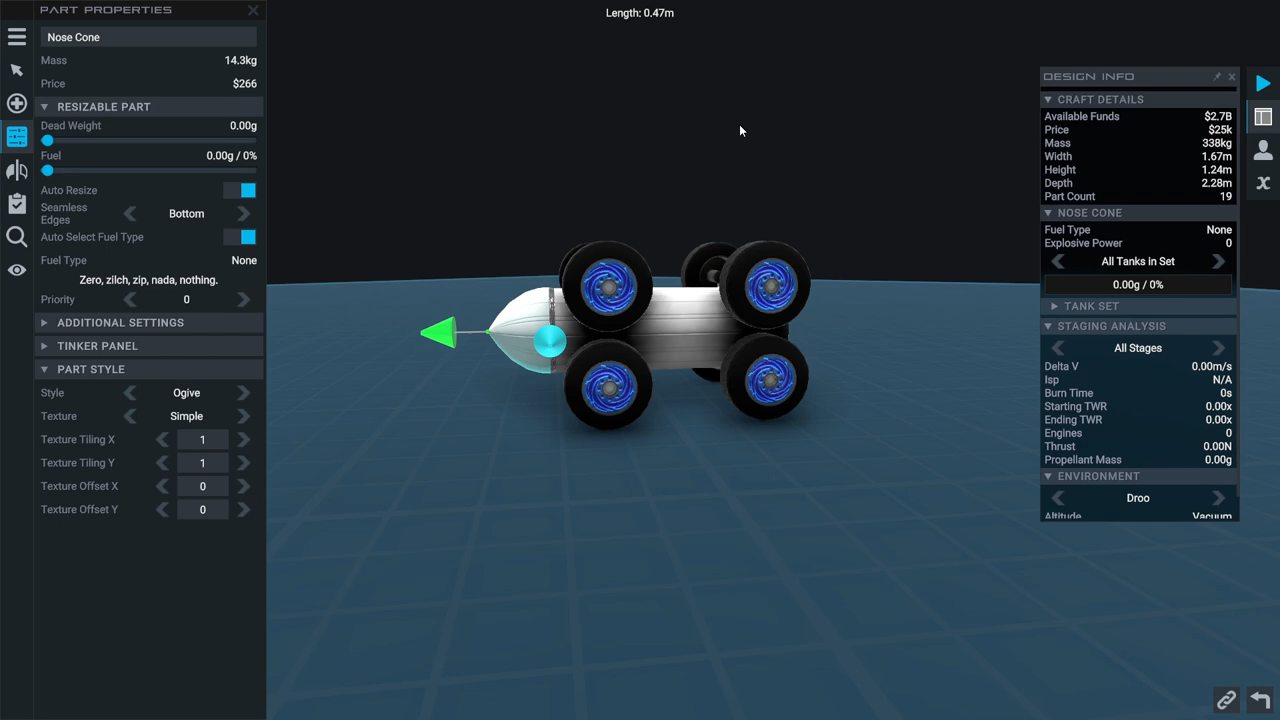 Length: 0.47m
PART PROPERTIES
Nose Cone
Mass 14.3kg
Price $266
RESIZABLE PART
Dead Weight 0.00g
Fuel 0.00g / 0%
Auto Resize
Seamless Edges Bottom
Auto Select Fuel Type
Fuel Type None
Zero, zilch, zip, nada, nothing.
Priority 0
ADDITIONAL SETTINGS
TINKER PANEL
PART STYLE
Style Ogive
Texture Simple
Texture Tiling X 1
Texture Tiling Y 1
Texture Offset X 0
Texture Offset Y 0
DESIGN INFO
CRAFT DETAILS
Available Funds $2.7B
Price $25k
Mass 338kg
Width 1.67m
Height 1.24m
Depth 2.28m
Part Count 19
NOSE CONE
Fuel Type None
Explosive Power 0
All Tanks in Set
0.00g / 0%
TANK SET
STAGING ANALYSIS
All Stages
Delta V 0.00m/s
Isp N/A
Burn Time 0s
Starting TWR 0.00x
Ending TWR 0.00x
Engines 0
Thrust 0.00N
Propellant Mass 0.00g
ENVIRONMENT
Droo
Altitude Vacuum